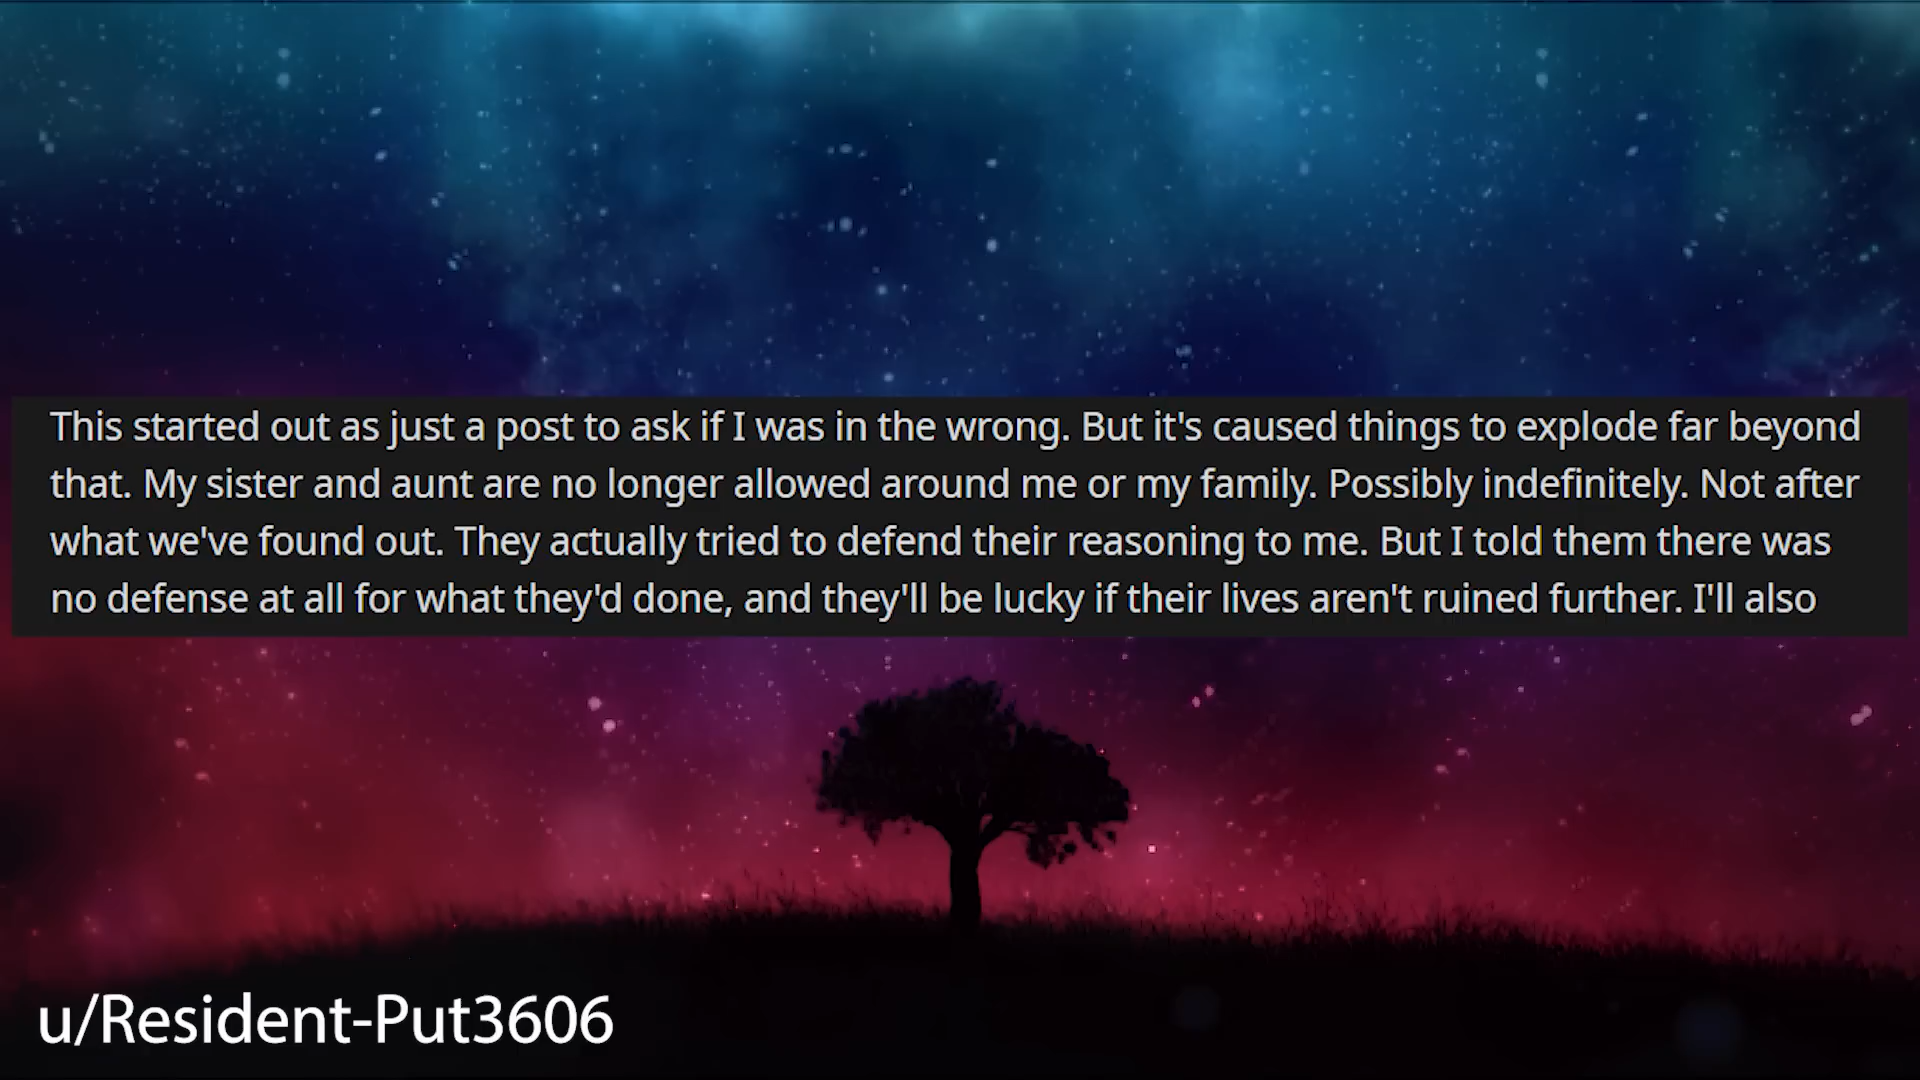 This started out as just a post to ask if I was in the wrong. But it's caused things to explode far beyond
that. My sister and aunt are no longer allowed around me or my family. Possibly indefinitely. Not after
what we've found out. They actually tried to defend their reasoning to me. But I told them there was
no defense at all for what they'd done, and they'll be lucky if their lives aren't ruined further. I'll also
u/Resident-Put3606